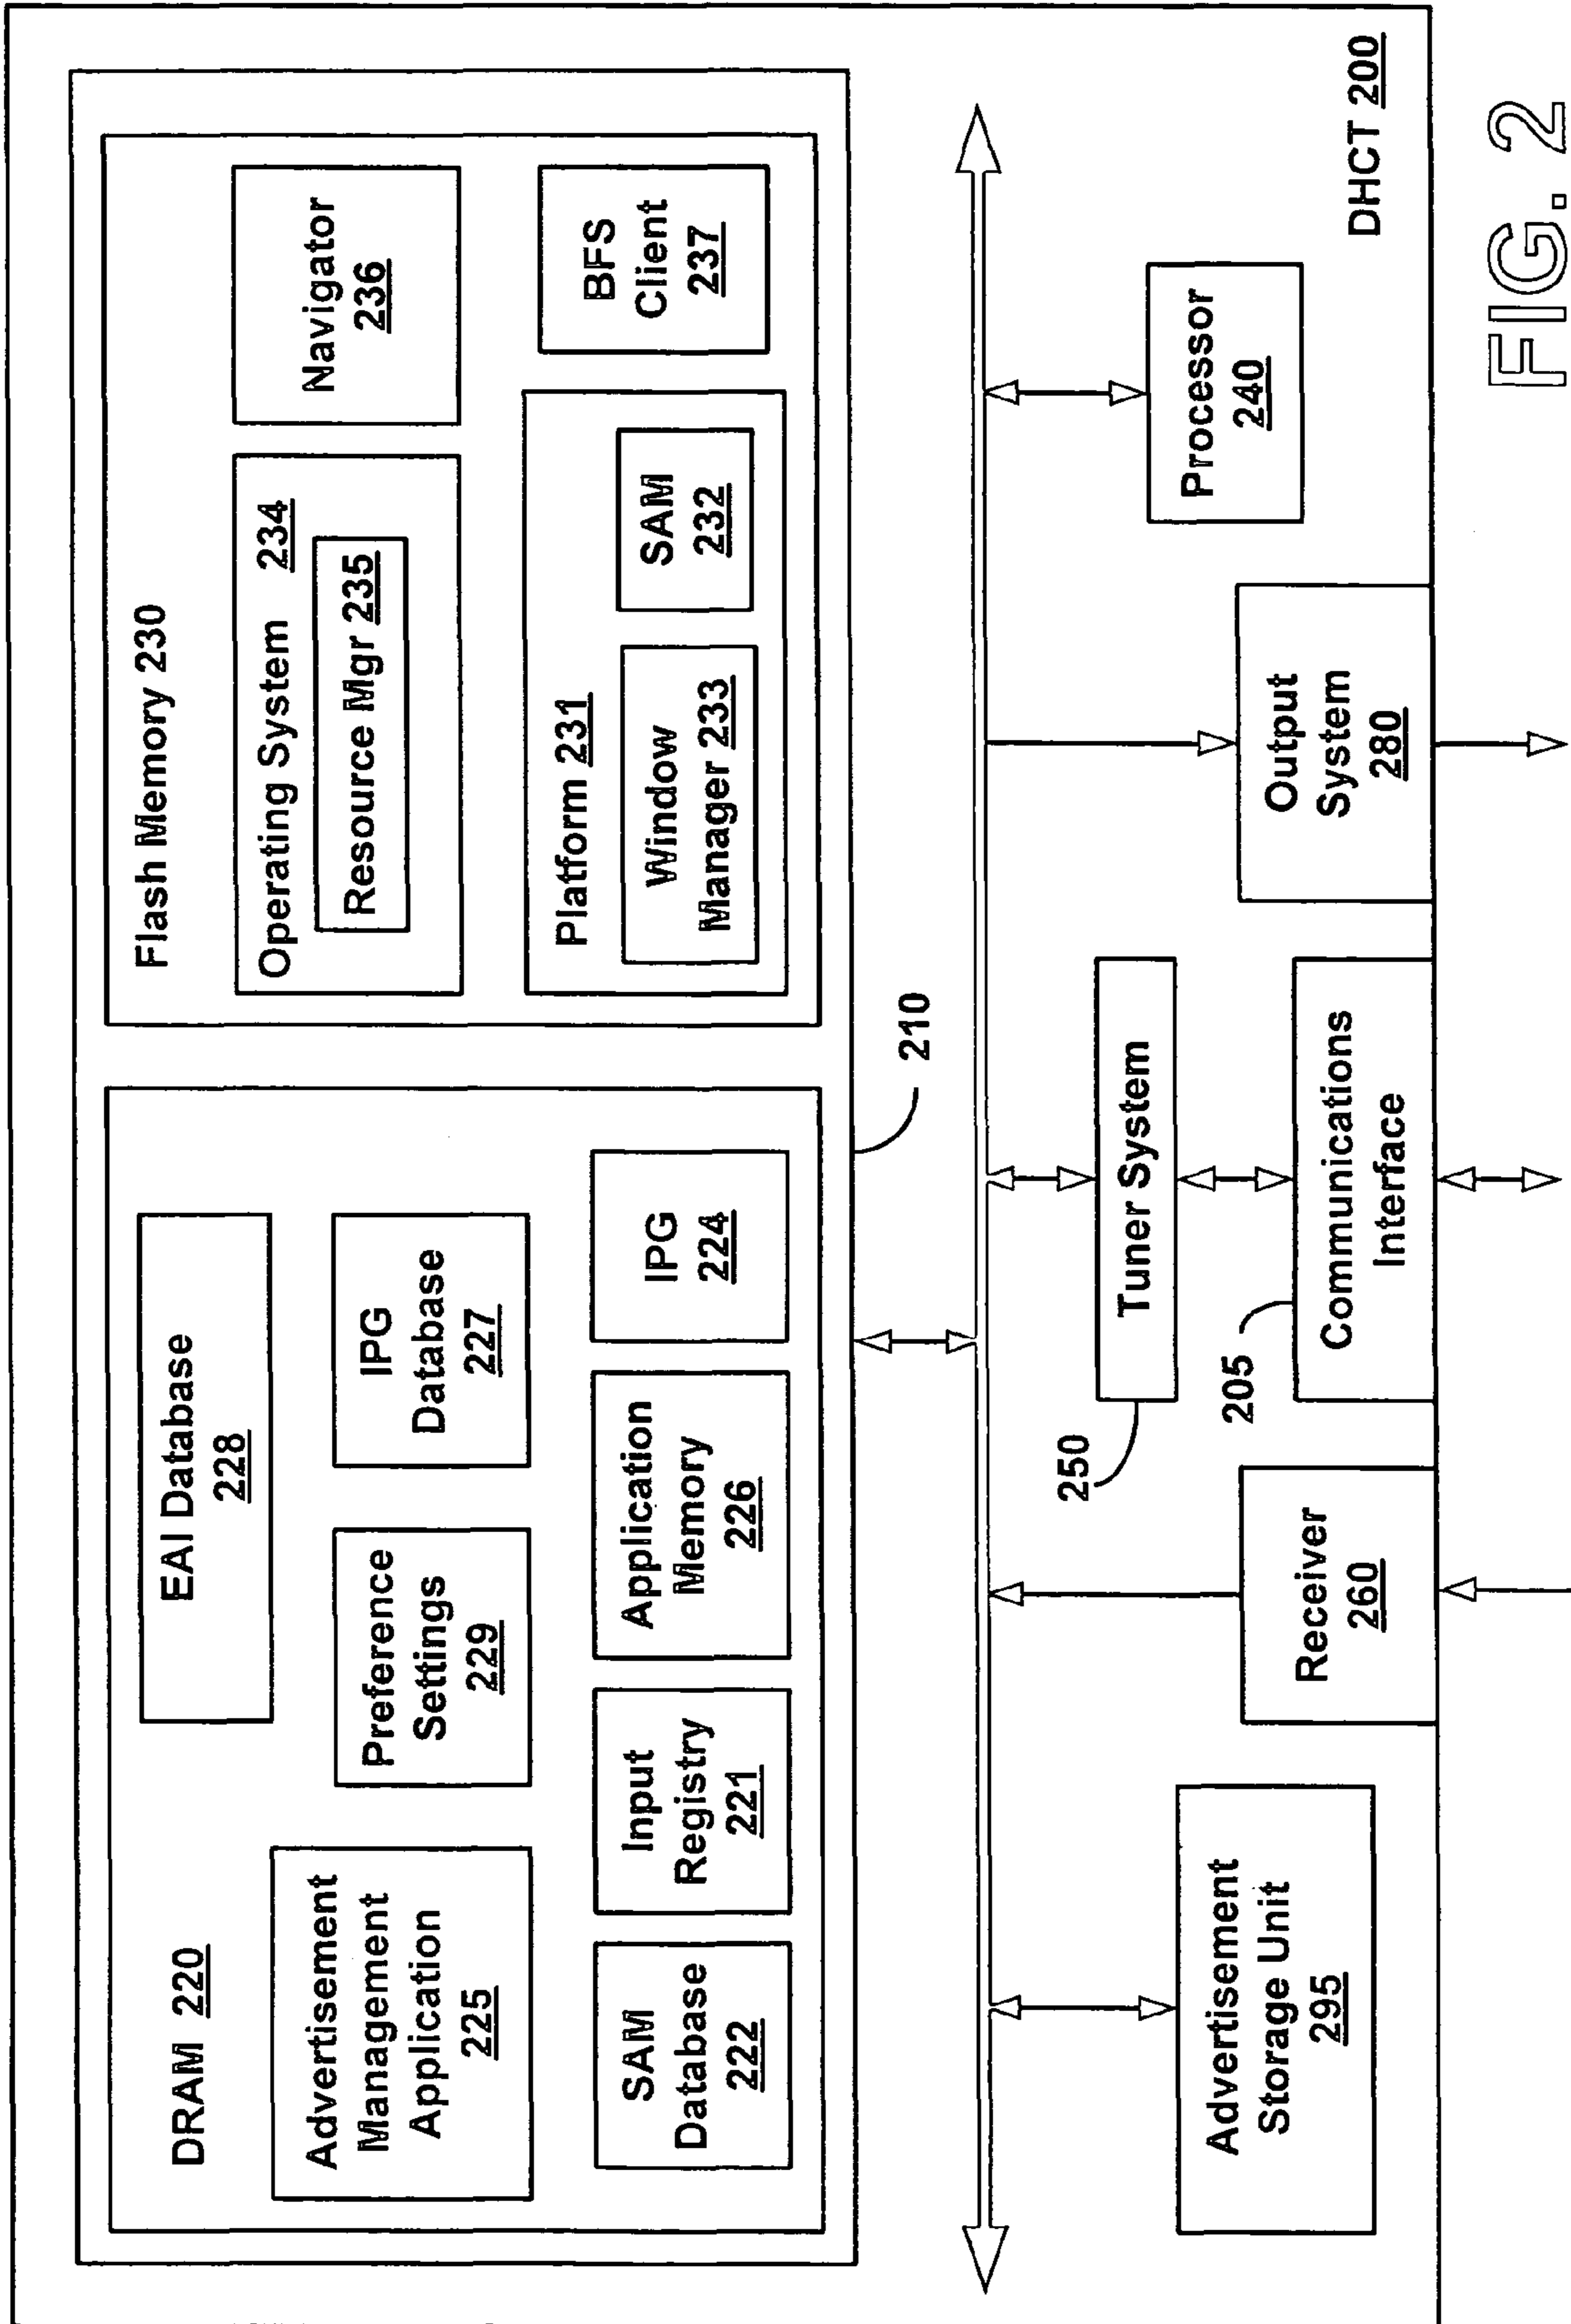 DRAM 220
EAI Database
228
Advertisement
Management
Application
225
Preference
Settings
229
IPG
Database
227
SAM
Database
222
Input
Registry
221
Application
Memory
226
IPG
224
Flash Memory 230
Operating System 234
Resource Mgr 235
Navigator
236
Platform 231
Window
Manager 233
SAM
232
BFS
Client
237
210
Advertisement
Storage Unit
295
Receiver
260
250
Tuner System
205
Communications
Interface
Output
System
280
Processor
240
DHCT 200
FIG. 2